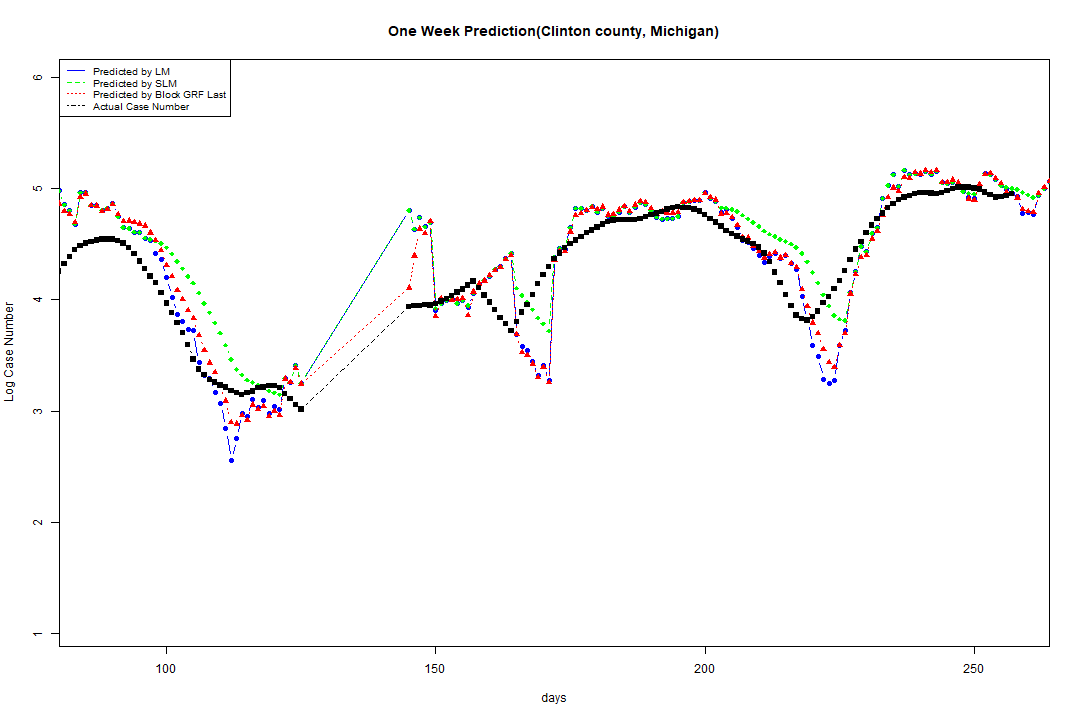 One Week Prediction(Clinton county, Michigan)
Predicted by LM
Predicted by SLM
Predicted by Block GRF Last
Actual Case Number
6
5
4
3
2
1
Log Case Number
100 150 200 250
days